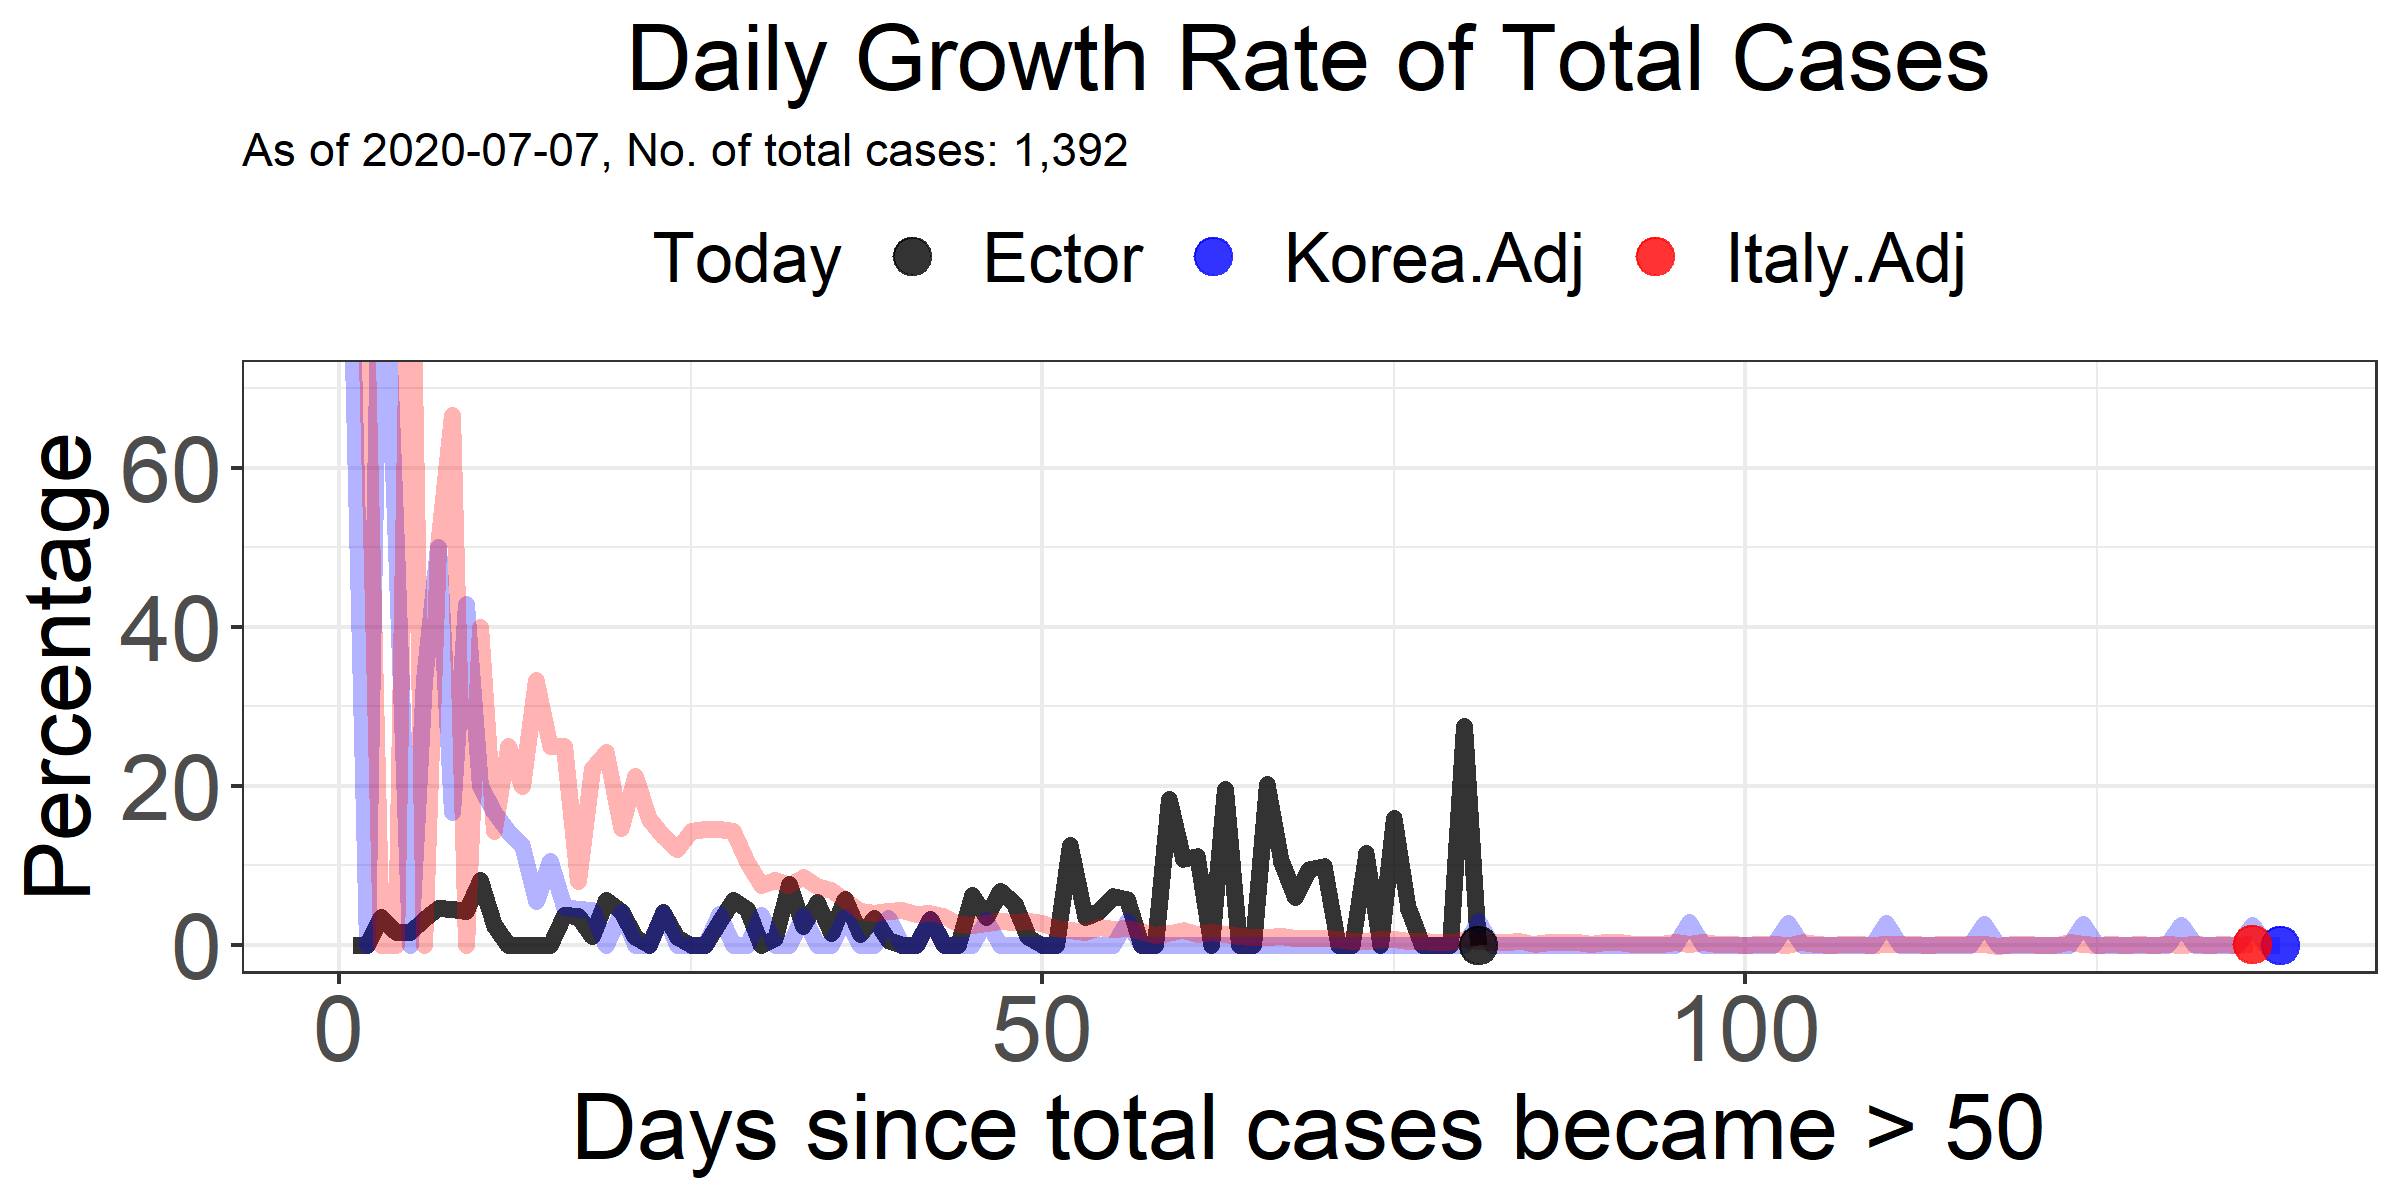 Daily Growth Rate of Total Cases
As of 2020-07-07, No. of total cases: 1,392
Today Ector Korea.Adj Italy.Adj
Percentage
60
40
20
0
0 50 100
Days since total cases became > 50